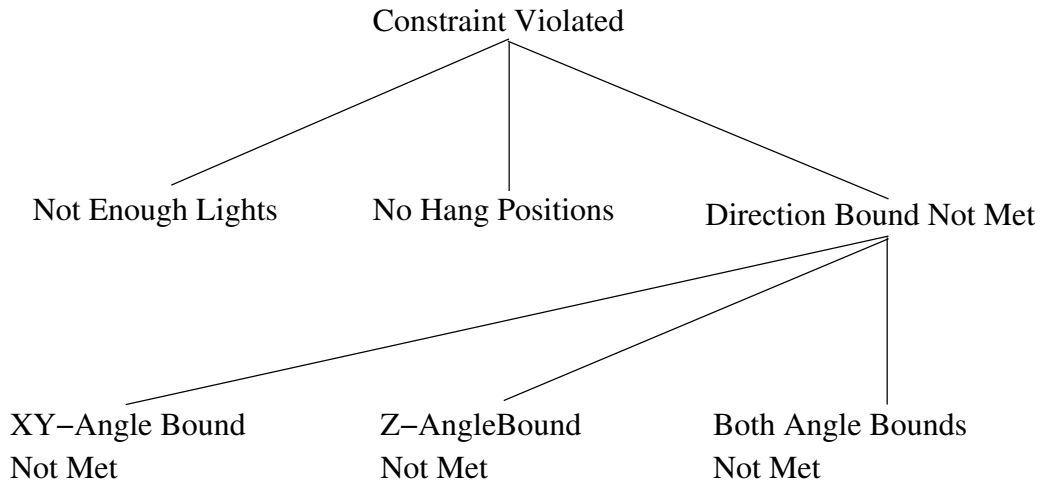 Constraint Violated
Not Enough Lights
No Hang Positions
Direction Bound Not Met
XY−Angle Bound
Not Met
Z−AngleBound
Not Met
Both Angle Bounds
Not Met